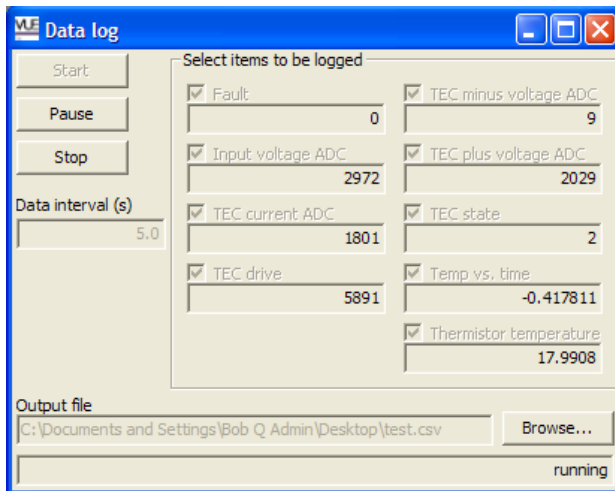 VUE Data log
Start
Pause
Stop
Data interval (s)
5.0
Select items to be logged
Fault
0
Input voltage ADC
2972
TEC current ADC
1801
TEC drive
5891
TEC minus voltage ADC
9
TEC plus voltage ADC
2029
TEC state
2
Temp vs. time
-0.417811
Thermistor temperature
17.9908
Output file
C:\Documents and Settings\Bob Q Admin\Desktop\test.csv
Browse...
running